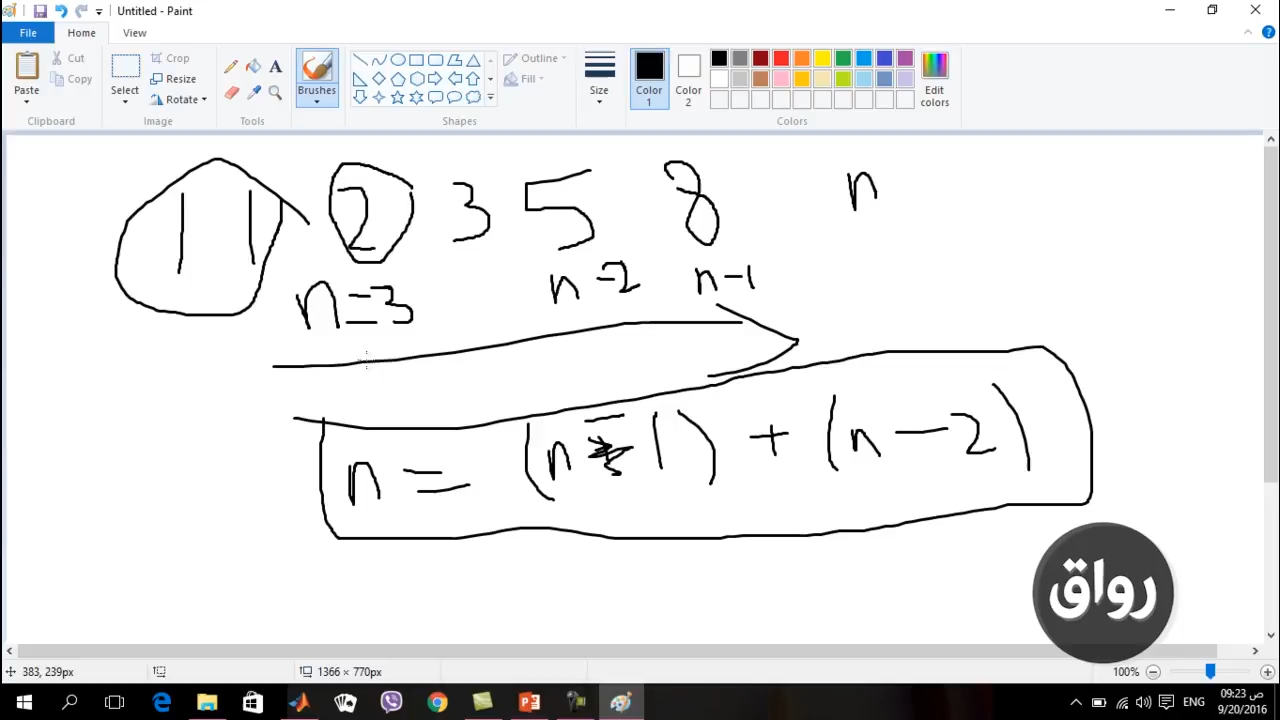 Untitled - Paint
File Home View
Paste Cut Copy Select Crop Resize Rotate Brushes Outline Fill Size Color 1 Color 2 Edit colors
Clipboard Image Tools Shapes Colors
1 1 2 3 5 8 n
n=3 n-2 n-1
n = (n - 1) + (n - 2)
رواق
383, 239px 1366 × 770px 100%
ENG 09:23 ص
9/20/2016